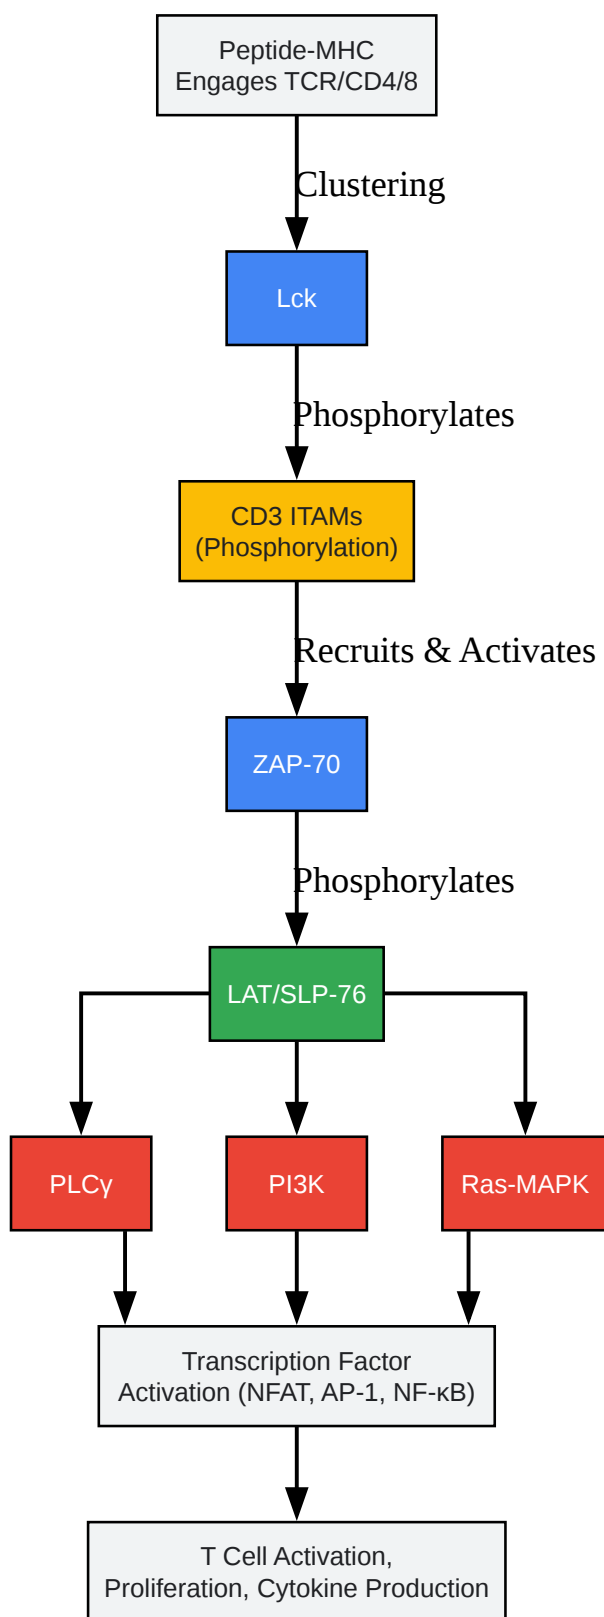 Peptide-MHC
Engages TCR/CD4/8
Clustering
Lck
Phosphorylates
CD3 ITAMs
(Phosphorylation)
Recruits & Activates
ZAP-70
Phosphorylates
LAT/SLP-76
PLCγ
PI3K
Ras-MAPK
Transcription Factor
Activation (NFAT, AP-1, NF-κB)
T Cell Activation,
Proliferation, Cytokine Production